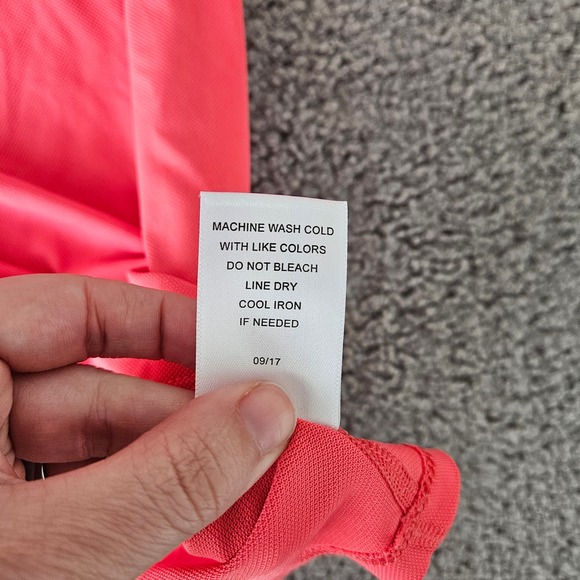 MACHINE WASH COLD
WITH LIKE COLORS
DO NOT BLEACH
LINE DRY
COOL IRON
IF NEEDED
09/17